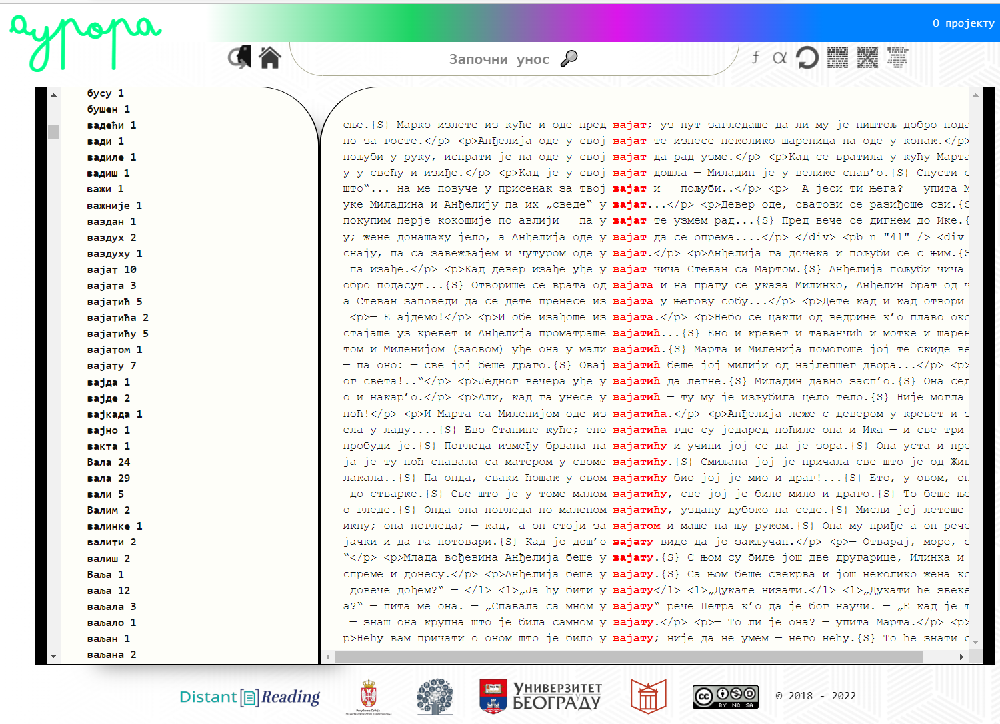 аурора
О пројекту
Започни унос
f α
бусу 1
бушен 1
вадећи 1
вади 1
вадиле 1
вадиш 1
важи 1
важније 1
ваздан 1
ваздух 2
ваздуху 1
вајат 10
вајата 3
вајатић 5
вајатића 2
вајатићу 5
вајатом 1
вајату 7
вајда 1
вајде 2
вајкада 1
вајно 1
вакта 1
Вала 24
вала 29
вали 5
Валим 2
валинке 1
валити 2
валиш 2
Ваља 1
ваља 12
ваљала 3
ваљало 1
ваљан 1
ваљана 2
ење.{S} Марко излете из куће и оде пред вајат; уз пут загледаше да ли му је пиштољ добро пода
но за госте.</p> <p>Анђелија оде у свој вајат те изнесе неколико шареница па оде у конак.</p>
пољуби у руку, испрати је па оде у свој вајат да рад узме.</p> <p>Кад се вратила у кућу Марта
у у свећу и изиђе.</p> <p>Кад је у свој вајат дошла — Миладин је у велике спав’о.{S} Спусти
што“... на ме повуче у присенак за твој вајат и — пољуби..</p> <p>— А јеси ти њега? — упита
уке Миладина и Анђелију па их „сведе“ у вајат...</p> <p>Девер оде, сватови се разиђоше сви.{S
покупим перје кокошије по авлији — па у вајат те узмем рад...{S} Пред вече се дигнем до Ике.{
у; жене донашаху јело, а Анђелија оде у вајат да се опрема....</p> </div> <pb n="41" /> <div
снају, па са завежљајем и чутуром оде у вајат.</p> <p>Анђелија га дочека и пољуби се с њим.{S
па изађе.</p> <p>Кад девер изађе уђе у вајат чича Стеван са Мартом.{S} Анђелија пољуби чича
обро подасут...{S} Отворише се врата од вајата и на прагу се указа Милинко, Анђелин брат од ч
а Стеван заповеди да се дете пренесе из вајата у његову собу...</p> <p>Дете кад и кад отвори
<p>— Е ајдемо!</p> <p>И обе изађоше из вајата.</p> <p>Небо се цакли од ведрине к’о плаво око
стајаше уз кревет и Анђелија проматраше вајатић...{S} Ено и кревет и таванчић и мотке и шарен
том и Миленијом (заовом) уђе она у мали вајатић.{S} Марта и Миленија помогоше јој те скиде ве
— па оно: — све јој беше драго.{S} Овај вајатић беше јој милији од најлепшег двора...</p> <p>
ог света!..“</p> <p>Једног вечера уђе у вајатић да легне.{S} Миладин давно засп’о.{S} Она сед
о и накар’о.</p> <p>Али, кад га унесе у вајатић — ту му је изљубила цело тело.{S} Није могла
ноћ!</p> <p>И Марта са Миленијом оде из вајатића.</p> <p>Анђелија леже с девером у кревет и з
ела у ладу....{S} Ево Станине куће; ено вајатића где су једаред ноћиле она и Ика — и све три
пробуди је.{S} Погледа између брвана на вајатићу и учини јој се да је зора.{S} Она уста и пре
ја је ту ноћ спавала са матером у своме вајатићу.{S} Смиљана јој је причала све што је од Жив
лакала..{S} Па онда, сваки ћошак у овом вајатићу био јој је мио и драг!...{S} Ето, у овом, он
до стварке.{S} Све што је у томе малом вајатићу, све јој је било мило и драго.{S} То беше ње
о гледе.{S} Онда она погледа по маленом вајатићу, уздану дубоко па седе.{S} Мисли јој летеше
икну; она погледа; — кад, а он стоји за вајатом и маше на њу руком.{S} Она му приђе а он рече
јачки и да га потовари.{S} Кад је дош’о вајату виде да је закључан.</p> <p>— Отварај, море,
“</p> <p>Млада вођевина Анђелија беше у вајату.{S} С њом су биле још две другарице, Илинка и
спреме и донесу.</p> <p>Анђелија беше у вајату.{S} Са њом беше свекрва и још неколико жена ко
довече дођем?“ — </l> <l>„Ја ћу бити у вајату</l> <l>„Дукате низати.</l> <l>„Дукати ће звеке
а?“ — пита ме она. — „Спавала са мном у вајату“ рече Петра к’о да је бог научи. — „Е кад је т
— знаш она крупна што је била самном у вајату.</p> <p>— То ли је она? — упита Марта.</p> <p>
p>Нећу вам причати о оном што је било у вајату; није да не умем — него нећу.{S} То ће знати
Distant Reading
Република Србија
УНИВЕРЗИТЕТ
БЕОГРАДУ
cc BY NC SA
© 2018 - 2022